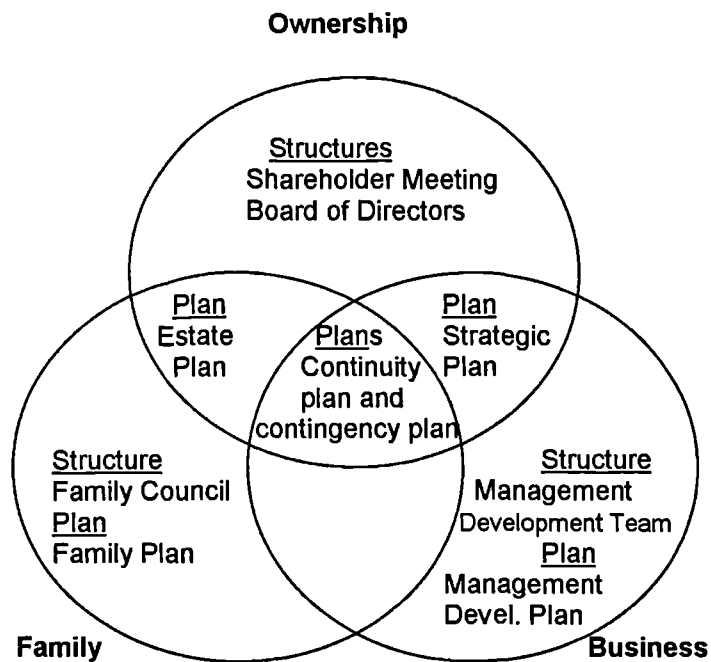 Ownership
Structures
Shareholder Meeting
Board of Directors
Plan
Estate
Plan
Plans
Continuity
plan and
contingency plan
Plan
Strategic
Plan
Structure
Family Council
Plan
Family Plan
Structure
Management
Development Team
Plan
Management
Devel. Plan
Family
Business